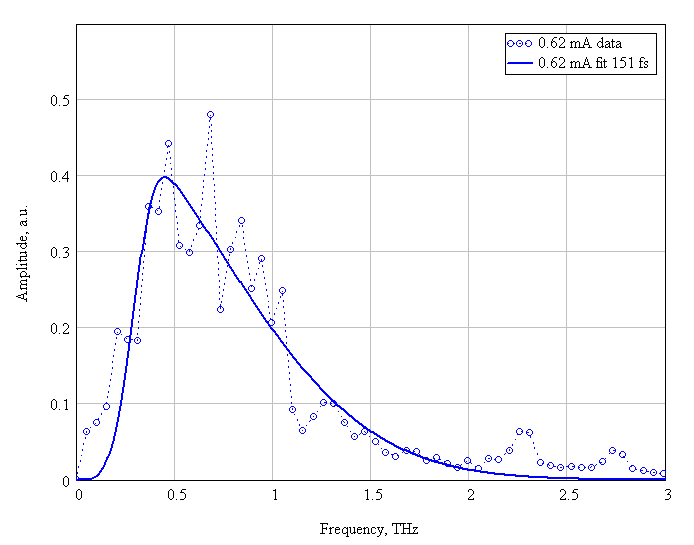 0.62 mA data
0.62 mA fit 151 fs
0.5
0.4
0.3
0.2
0.1
0
Amplitude, a.u.
0 0.5 1 1.5 2 2.5 3
Frequency, THz